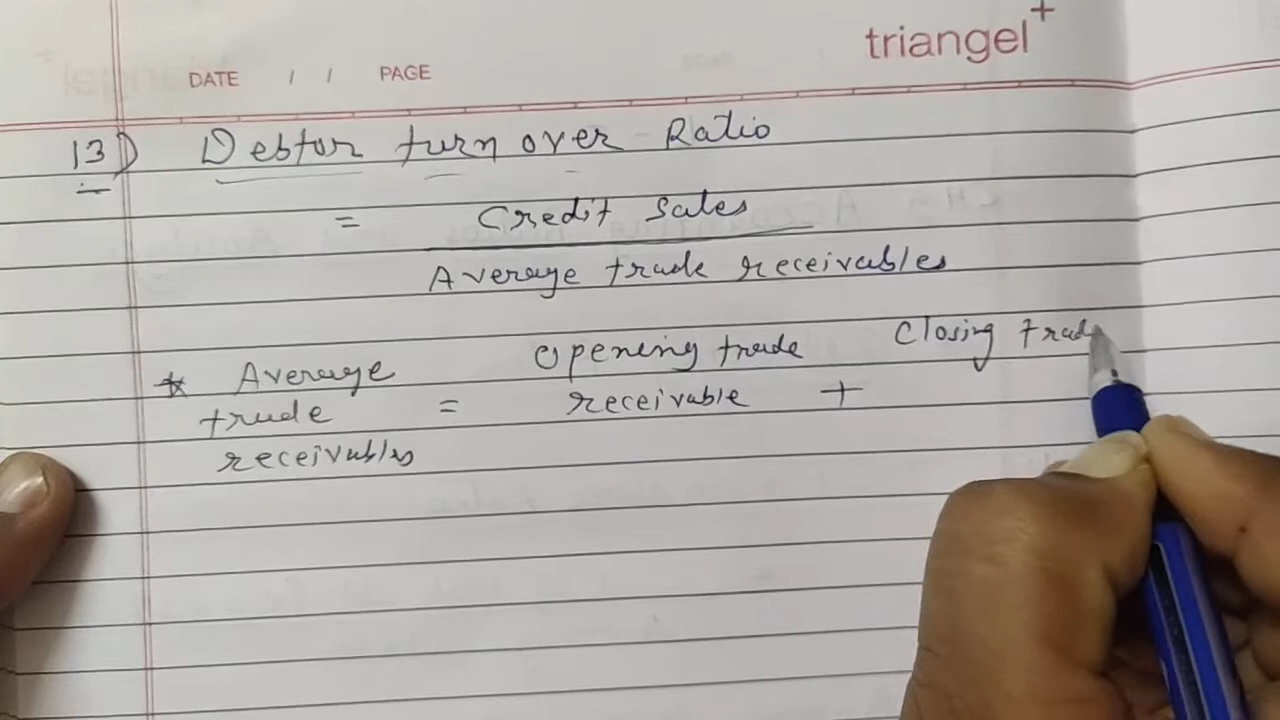 triangel+
DATE / / PAGE
13) Debtor turn over Ratio
= Credit Sales
Average trade receivables
* Average Opening trade Closing trade
trade = receivable +
receivables